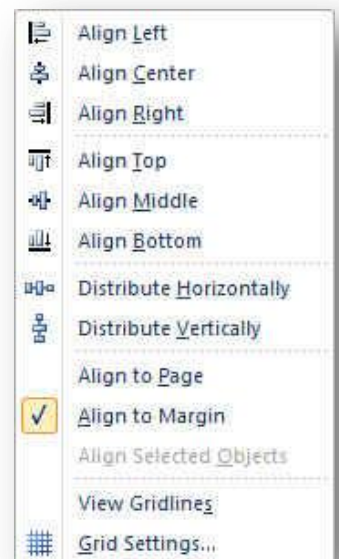 Align Left
Align Center
Align Right
Align Top
Align Middle
Align Bottom
Distribute Horizontally
Distribute Vertically
Align to Page
Align to Margin
Align Selected Objects
View Gridlines
Grid Settings...